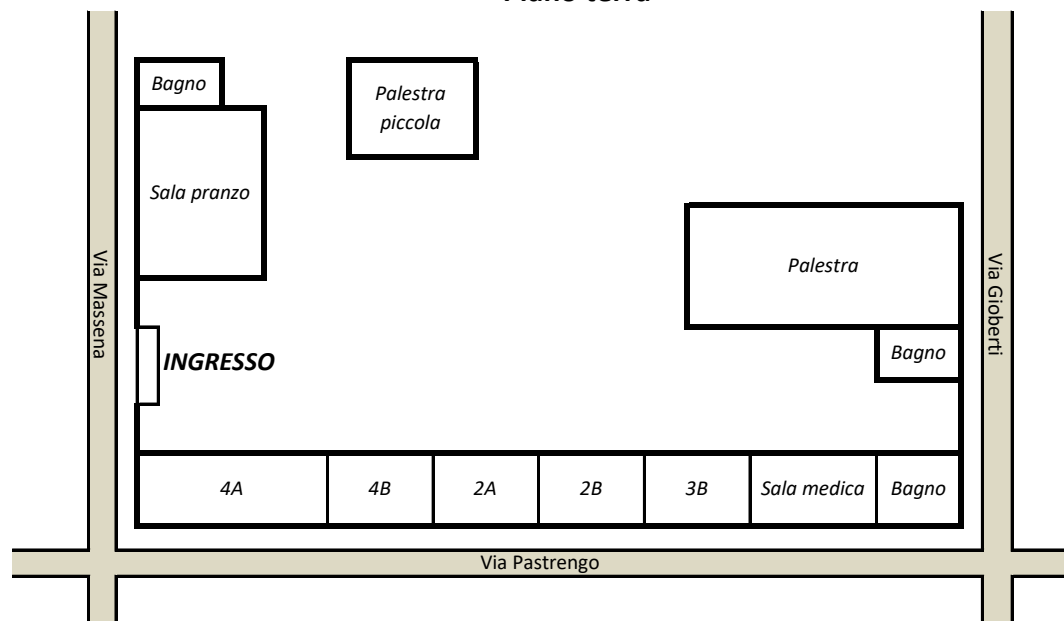 Bagno
Palestra
piccola
Sala pranzo
Via Massena
Palestra
Via Gioberti
INGRESSO
Bagno
4A
4B
2A
2B
3B
Sala medica
Bagno
Via Pastrengo